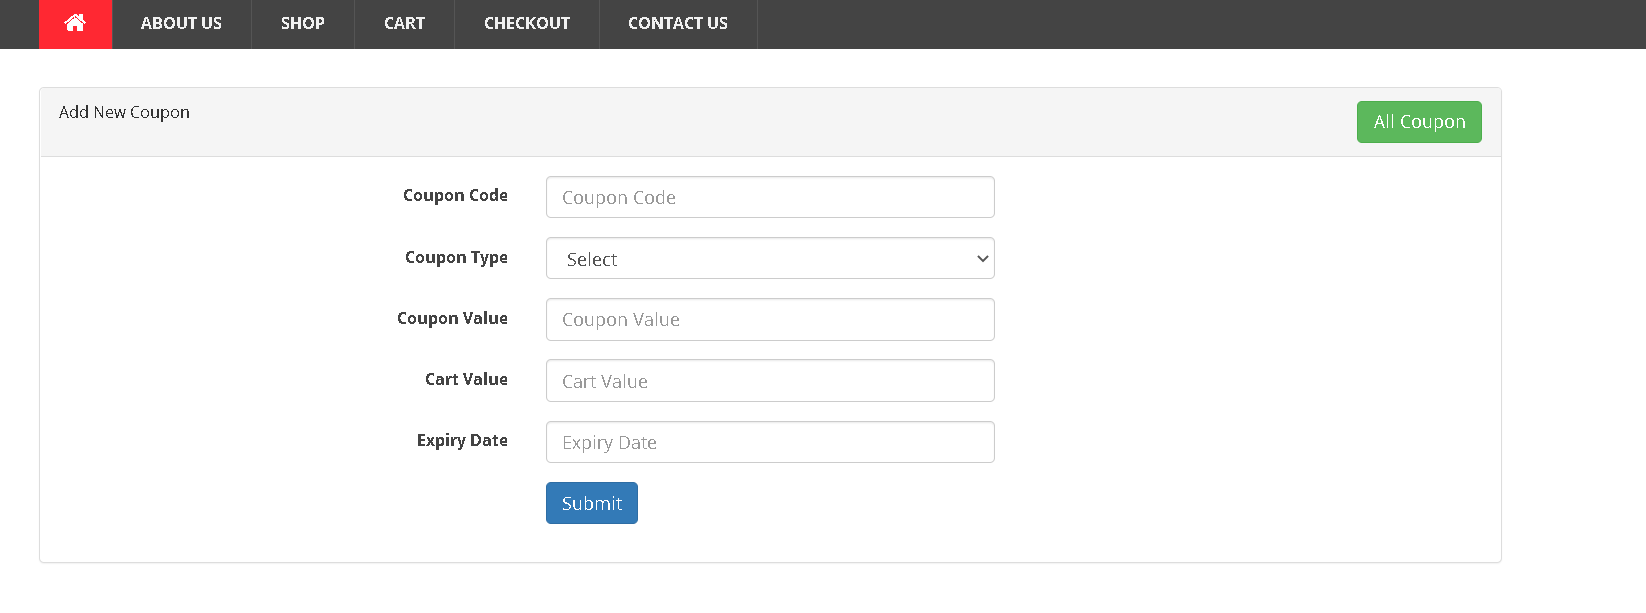 ABOUT US SHOP CART CHECKOUT CONTACT US
Add New Coupon All Coupon
Coupon Code Coupon Code
Coupon Type Select
Coupon Value Coupon Value
Cart Value Cart Value
Expiry Date Expiry Date
Submit